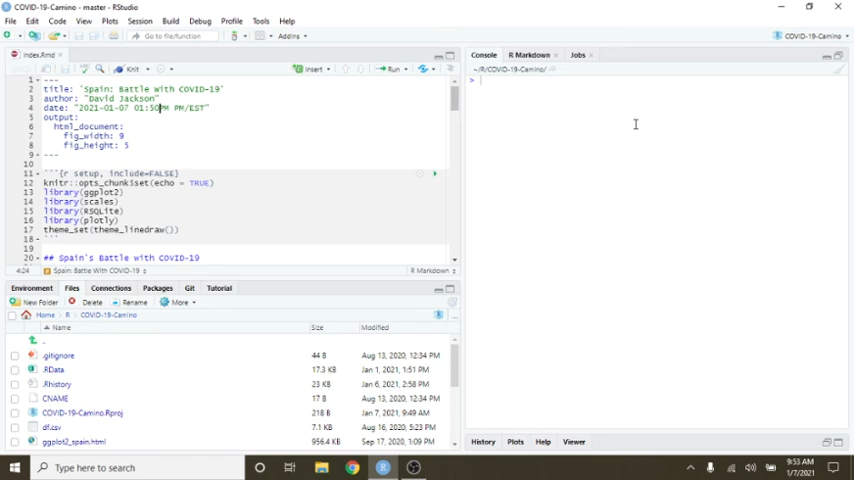 COVID-19-Camino - master - RStudio
File Edit Code View Plots Session Build Debug Profile Tools Help
Go to file/function Addins COVID-19-Camino
index.Rmd
Knit Insert Run
1 ---
2 title: 'Spain: Battle with COVID-19'
3 author: "David Jackson"
4 date: "2021-01-07 01:50PM PM/EST"
5 output:
6 html_document:
7 fig_width: 9
8 fig_height: 5
9 ---
10
11 ```{r setup, include=FALSE}
12 knitr::opts_chunk$set(echo = TRUE)
13 library(ggplot2)
14 library(scales)
15 library(RSQLite)
16 library(plotly)
17 theme_set(theme_linedraw())
18 ```
19
20 ## Spain's Battle with COVID-19
4:24 Spain: Battle With COVID-19 R Markdown
Console R Markdown Jobs
~/R/COVID-19-Camino/
>
Environment Files Connections Packages Git Tutorial
New Folder Delete Rename More
Home R COVID-19-Camino
Name Size Modified
..
.gitignore 44 B Aug 13, 2020, 12:34 PM
.RData 17.3 KB Jan 1, 2021, 1:51 PM
.Rhistory 23 KB Jan 6, 2021, 2:58 PM
CNAME 17 B Aug 13, 2020, 12:34 PM
COVID-19-Camino.Rproj 218 B Jan 7, 2021, 9:49 AM
df.csv 7.1 KB Aug 16, 2020, 5:23 PM
ggplot2_spain.html 956.4 KB Sep 17, 2020, 1:09 PM
History Plots Help Viewer
Type here to search
9:53 AM
1/7/2021